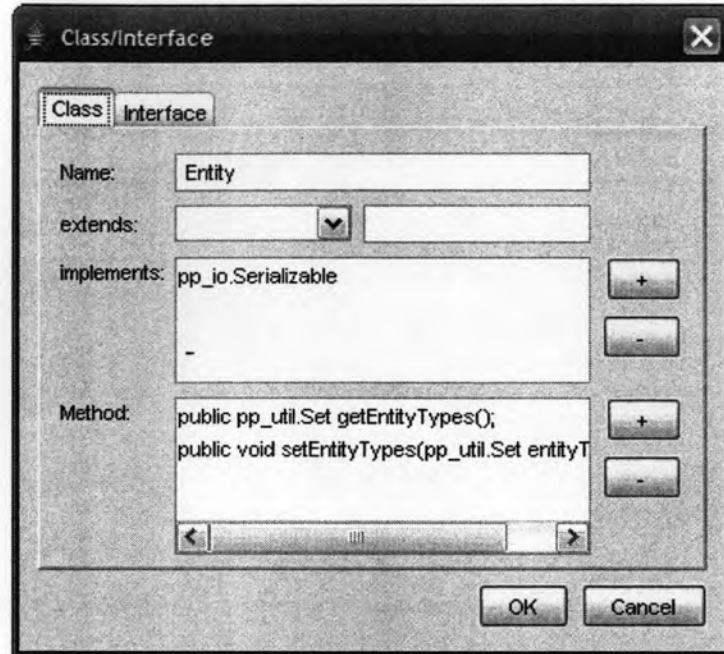 Class/Interface
Class Interface
Name: Entity
extends:
implements: pp_io.Serializable
+
-
-
Method: public pp_util.Set getEntityTypes();
+
public void setEntityTypes(pp_util.Set entityT
-
OK Cancel